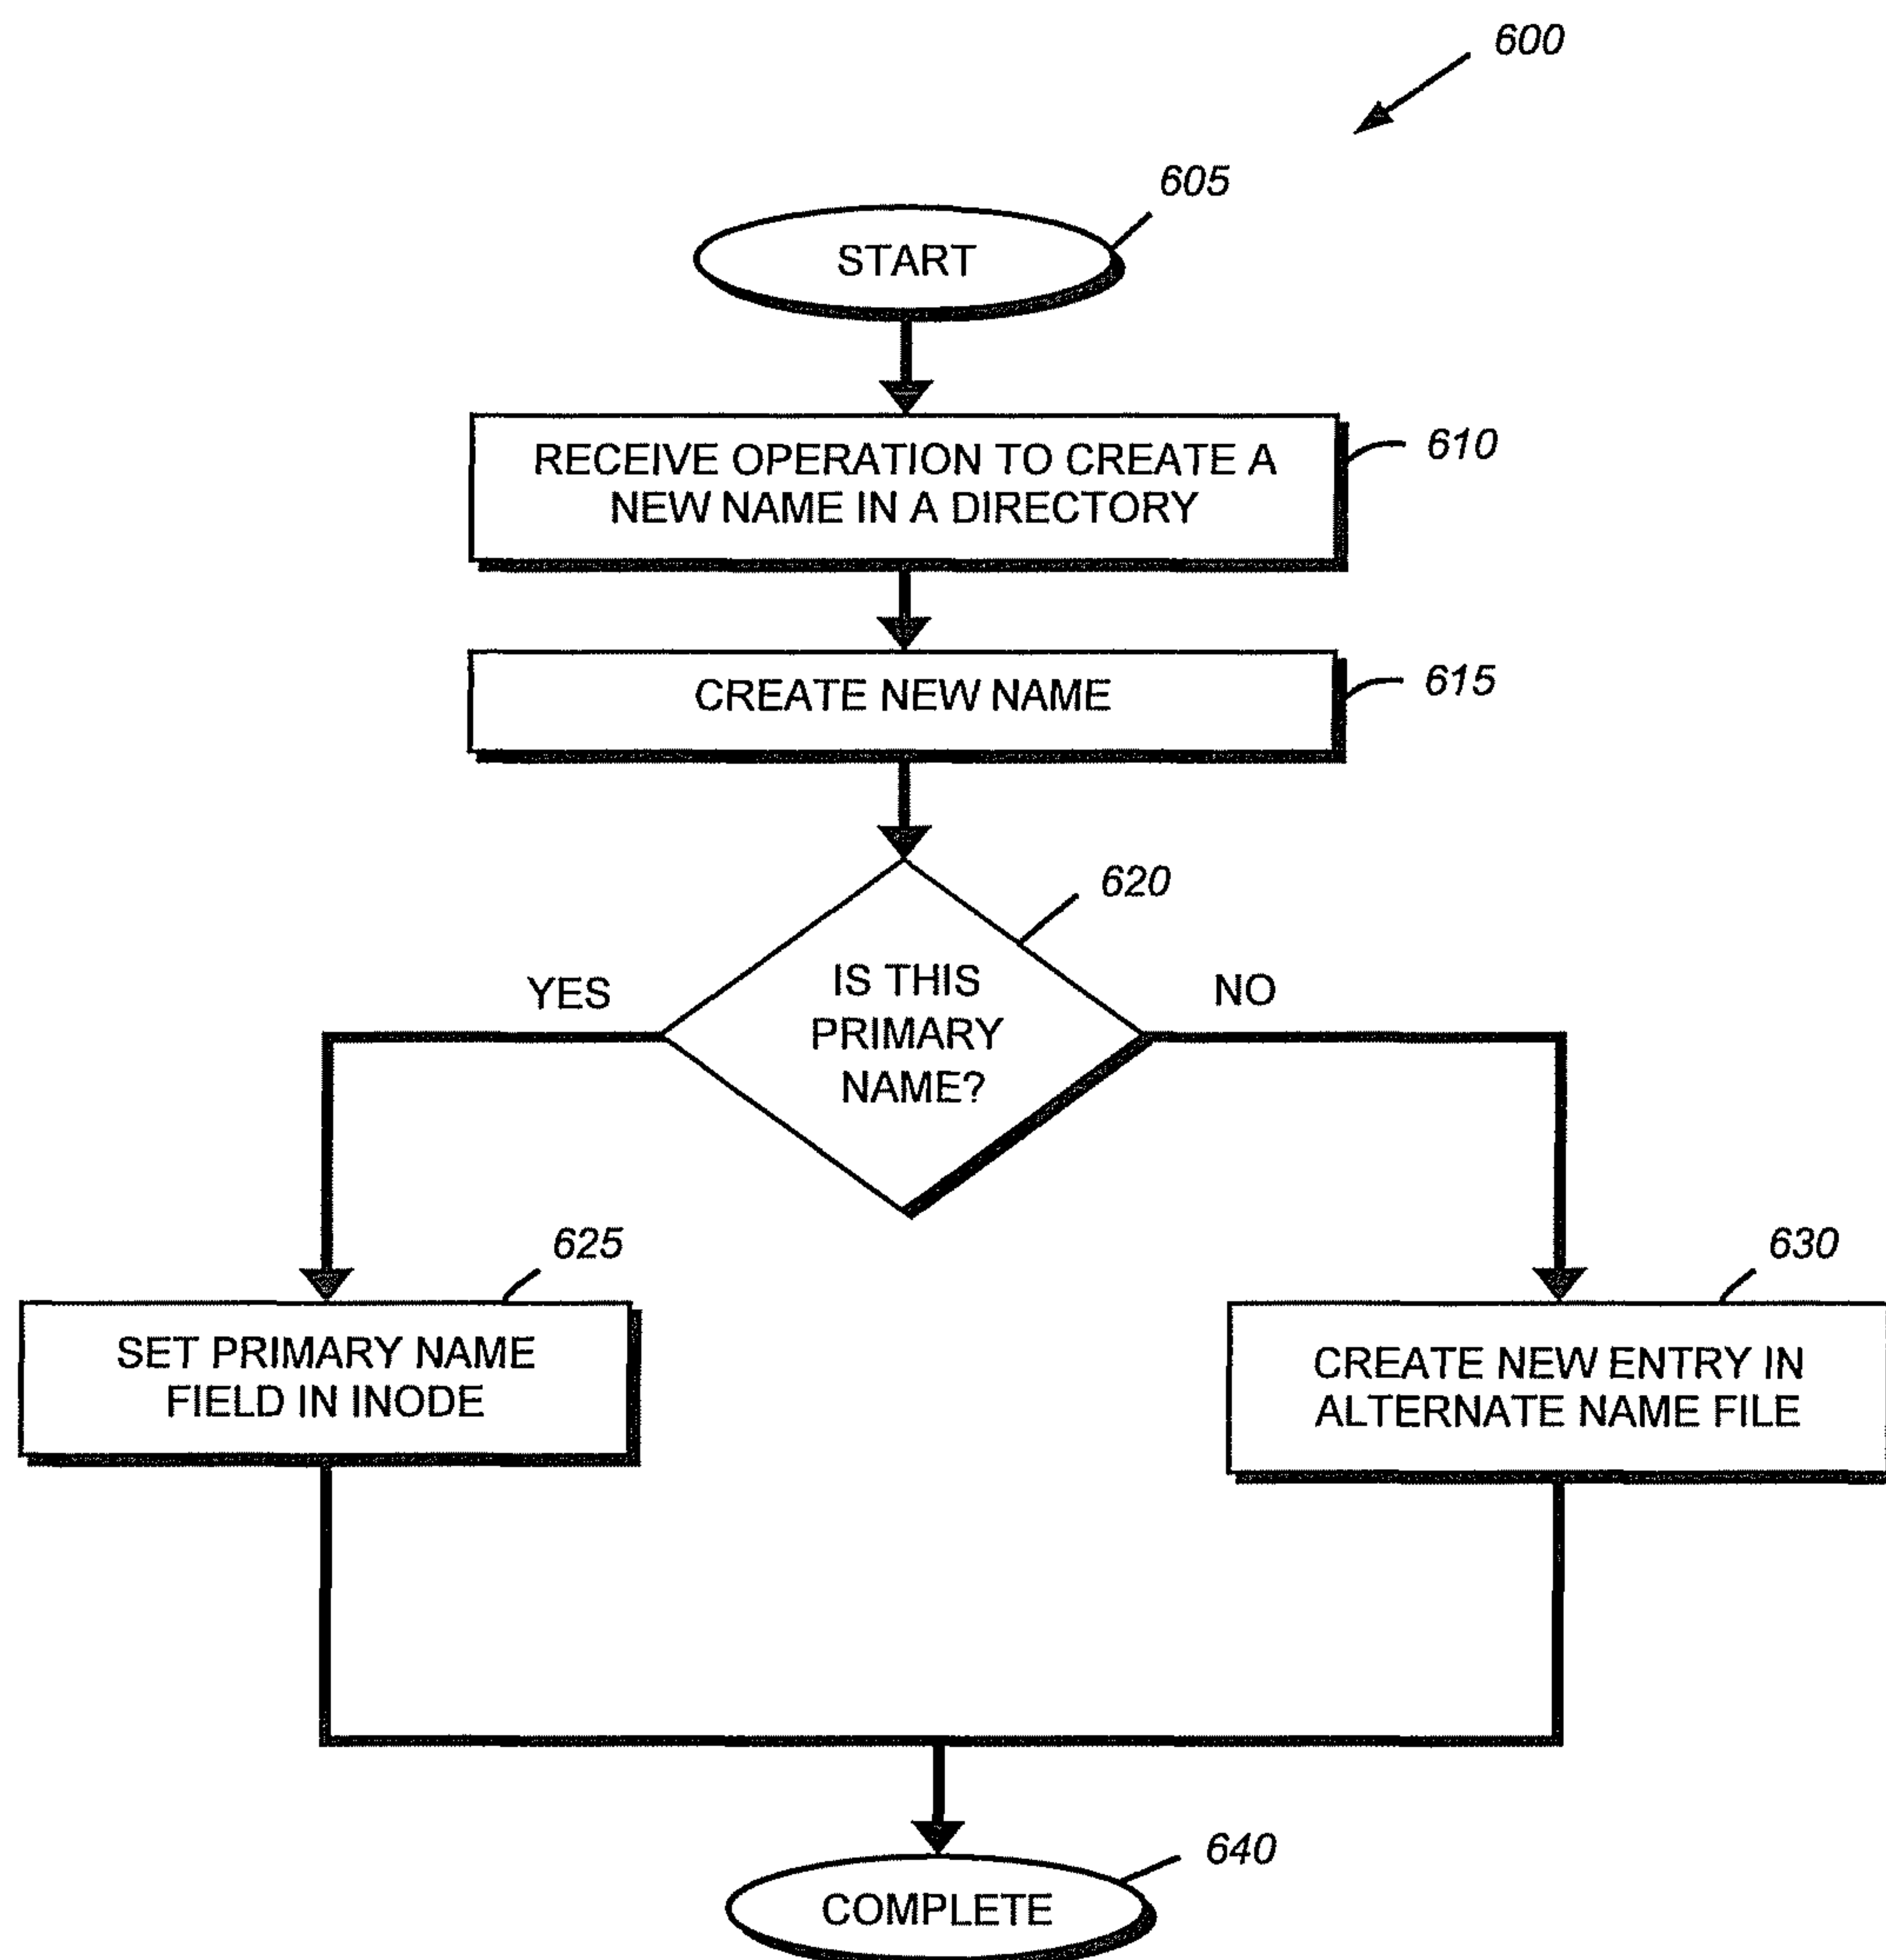 600
605
START
RECEIVE OPERATION TO CREATE A
NEW NAME IN A DIRECTORY
610
CREATE NEW NAME
615
620
IS THIS
PRIMARY
NAME?
YES
NO
625
SET PRIMARY NAME
FIELD IN INODE
630
CREATE NEW ENTRY IN
ALTERNATE NAME FILE
640
COMPLETE